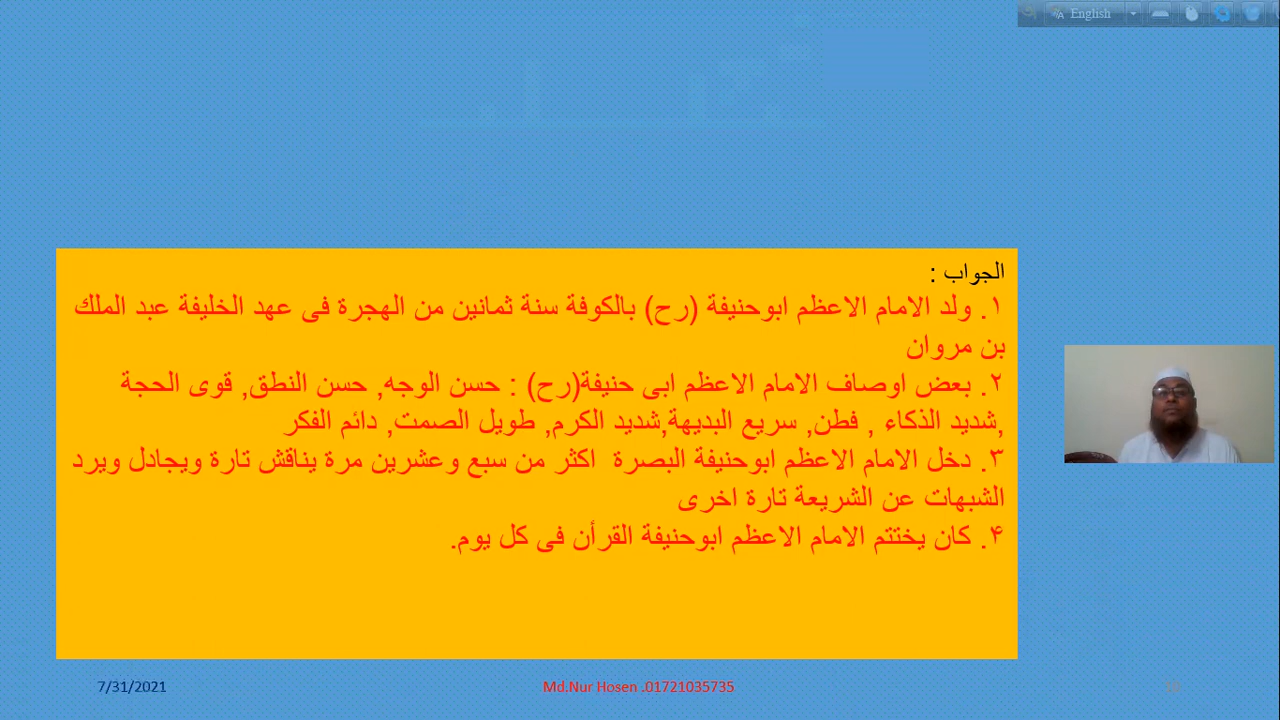 English
الجواب :
۱. ولد الامام الاعظم ابوحنيفة (رح) بالكوفة سنة ثمانين من الهجرة فى عهد الخليفة عبد الملك
بن مروان
۲. بعض اوصاف الامام الاعظم ابى حنيفة(رح) : حسن الوجه, حسن النطق, قوى الحجة
,شديد الذكاء , فطن, سريع البديهة,شديد الكرم, طويل الصمت, دائم الفكر
۳. دخل الامام الاعظم ابوحنيفة البصرة اكثر من سبع وعشرين مرة يناقش تارة ويجادل ويرد
الشبهات عن الشريعة تارة اخرى
۴. كان يختتم الامام الاعظم ابوحنيفة القرأن فى كل يوم.
7/31/2021
Md.Nur Hosen .01721035735